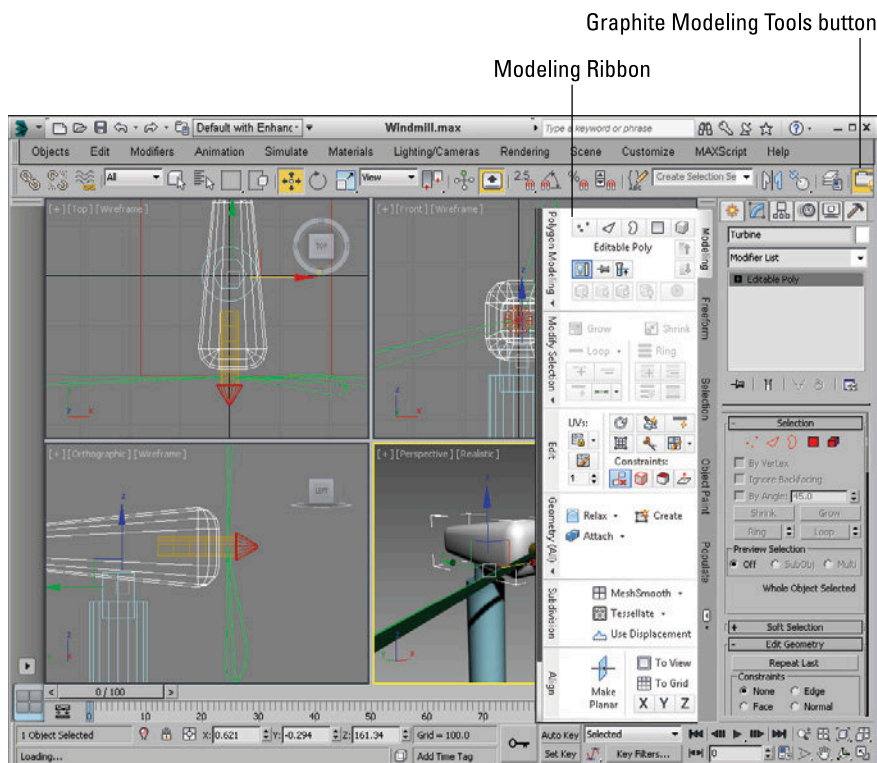 Graphite Modeling Tools button
Modeling Ribbon
Default with Enhanc
Windmill.max
Type a keyword or phrase
Objects Edit Modifiers Animation Simulate Materials Lighting/Cameras Rendering Scene Customize MAXScript Help
All
View
2.5
Create Selection Se
[+][Top][Wireframe]
TOP
[+][Front][Wireframe]
Polygon Modeling
Editable Poly
Modify Selection
Grow Shrink
Loop Ring
Edit
UVs:
Constraints:
1
Geometry (All)
Relax Create
Attach
Subdivision
MeshSmooth
Tessellate
Use Displacement
Align
Make Planar
To View
To Grid
X Y Z
Modeling
Freeform
Selection
Object Paint
Populate
Turbine
Modifier List
Editable Poly
- Selection
By Vertex
Ignore Backfacing
By Angle: 45.0
Shrink Grow
Ring Loop
Preview Selection
Off SubObj Multi
Whole Object Selected
+ Soft Selection
- Edit Geometry
Repeat Last
Constraints
None Edge
Face Normal
[+][Orthographic][Wireframe]
LEFT
[+][Perspective][Realistic]
z
x
z
x
z
y
z
< 0 / 100 >
0 10 20 30 40 50 60 70
1 Object Selected X: 0.621 Y: -0.294 Z: 161.34 Grid = 100.0 Auto Key Selected
Loading... Add Time Tag Set Key Key Filters... 0